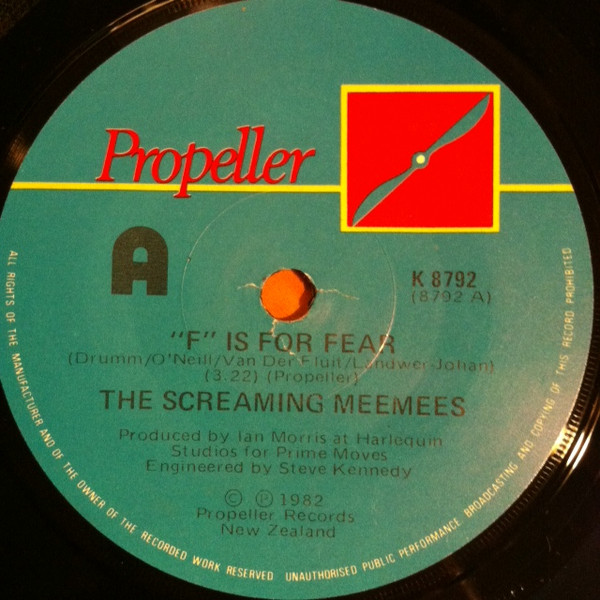 Propeller
A
K 8792
(8792 A)
"F" IS FOR FEAR
(Drumm/O'Neill/Van Der Fluit/Landwer-Johan)
(3.22) (Propeller)
THE SCREAMING MEEMEES
Produced by Ian Morris at Harlequin
Studios for Prime Moves
Engineered by Steve Kennedy
© ℗ 1982
Propeller Records
New Zealand
ALL RIGHTS OF THE MANUFACTURER AND OF THE OWNER OF THE RECORDED WORK RESERVED UNAUTHORISED PUBLIC PERFORMANCE BROADCASTING AND COPYING OF THIS RECORD PROHIBITED